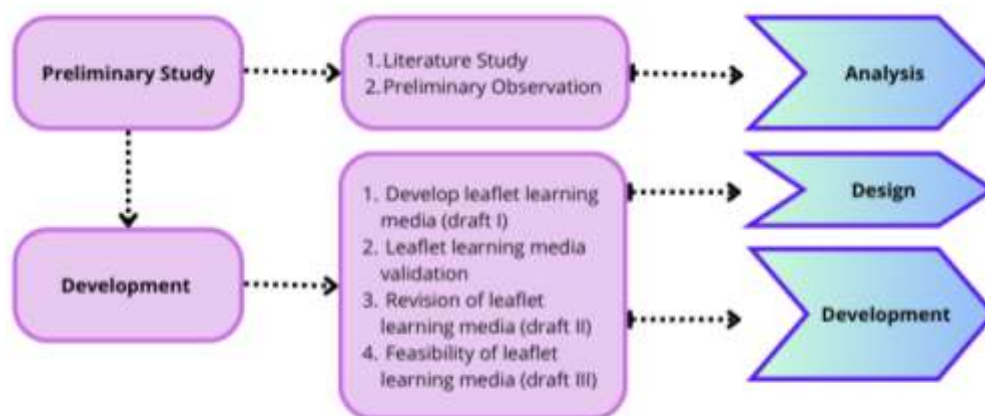 Preliminary Study
1. Literature Study
2. Preliminary Observation
Analysis
Development
1. Develop leaflet learning
media (draft I)
2. Leaflet learning media
validation
3. Revision of leaflet
learning media (draft II)
4. Feasibility of leaflet
learning media (draft III)
Design
Development